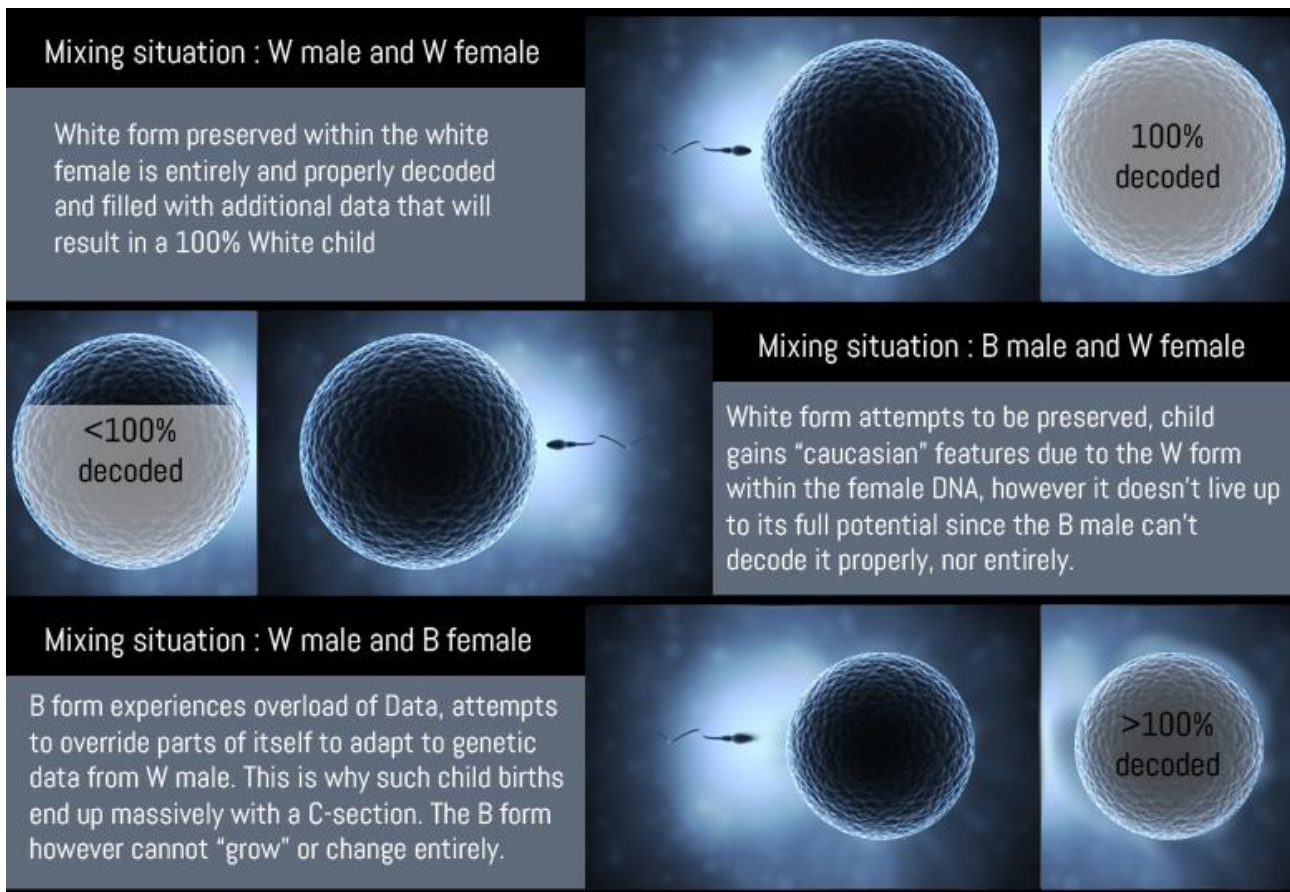 Mixing situation : W male and W female
White form preserved within the white
female is entirely and properly decoded
and filled with additional data that will
result in a 100% White child
100%
decoded
<100%
decoded
Mixing situation : B male and W female
White form attempts to be preserved, child
gains “caucasian” features due to the W form
within the female DNA, however it doesn’t live up
to its full potential since the B male can’t
decode it properly, nor entirely.
Mixing situation : W male and B female
B form experiences overload of Data, attempts
to override parts of itself to adapt to genetic
data from W male. This is why such child births
end up massively with a C-section. The B form
however cannot “grow” or change entirely.
>100%
decoded